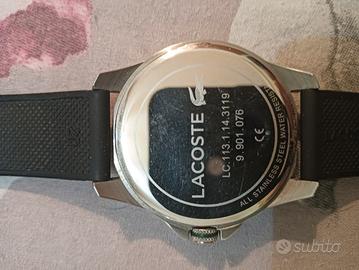 LACOSTE
LC.113.1.14.3119
9.901.076
CE
ALL STAINLESS STEEL WATER RESIST
subito